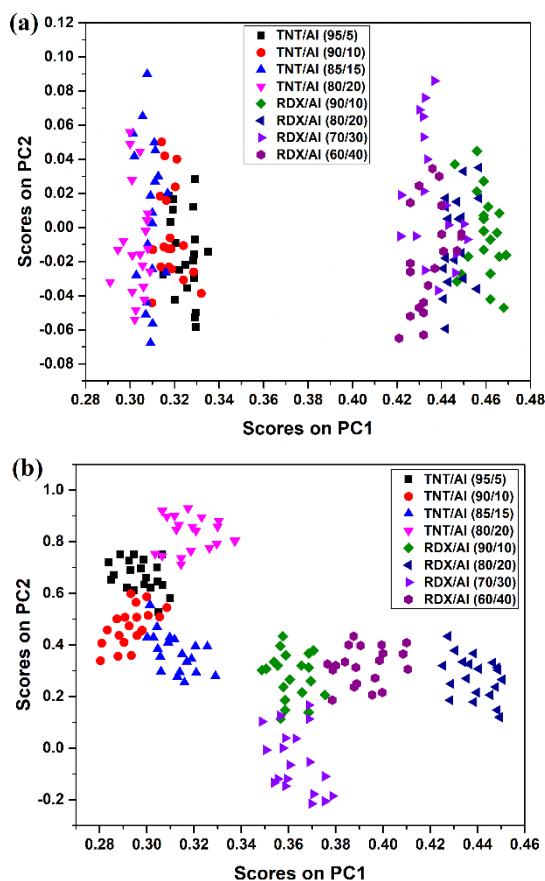 (a)
0.12
0.10
0.08
0.06
0.04
0.02
0.00
-0.02
-0.04
-0.06
-0.08
Scores on PC2
TNT/Al (95/5)
TNT/Al (90/10)
TNT/Al (85/15)
TNT/Al (80/20)
RDX/Al (90/10)
RDX/Al (80/20)
RDX/Al (70/30)
RDX/Al (60/40)
0.28 0.30 0.32 0.34 0.36 0.38 0.40 0.42 0.44 0.46 0.48
Scores on PC1
(b)
1.0
0.8
0.6
0.4
0.2
0.0
-0.2
Scores on PC2
TNT/Al (95/5)
TNT/Al (90/10)
TNT/Al (85/15)
TNT/Al (80/20)
RDX/Al (90/10)
RDX/Al (80/20)
RDX/Al (70/30)
RDX/Al (60/40)
0.28 0.30 0.32 0.34 0.36 0.38 0.40 0.42 0.44 0.46
Scores on PC1